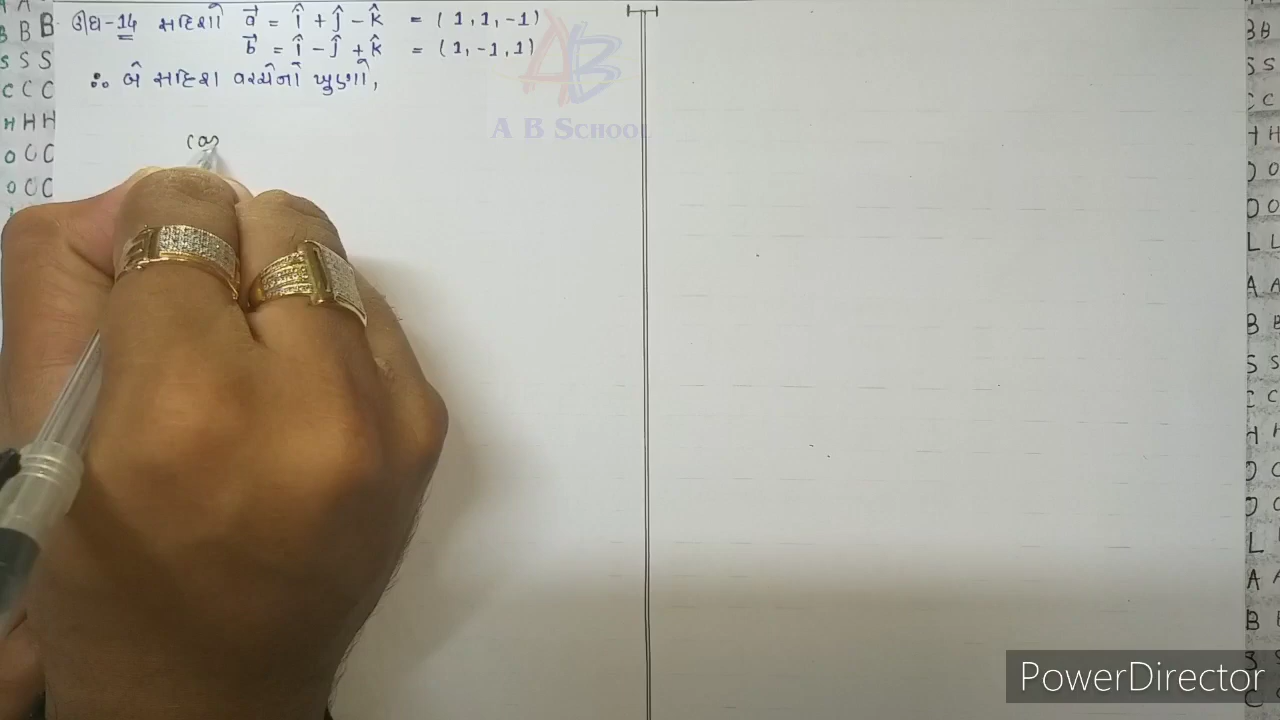 ઉદા-14 સદિશો a⃗ = î + ĵ - k̂ = (1, 1, -1)
b⃗ = î - ĵ + k̂ = (1, -1, 1)
∴ બે સદિશ વચ્ચેનો ખુણો,
cos
A B SCHOOL
PowerDirector